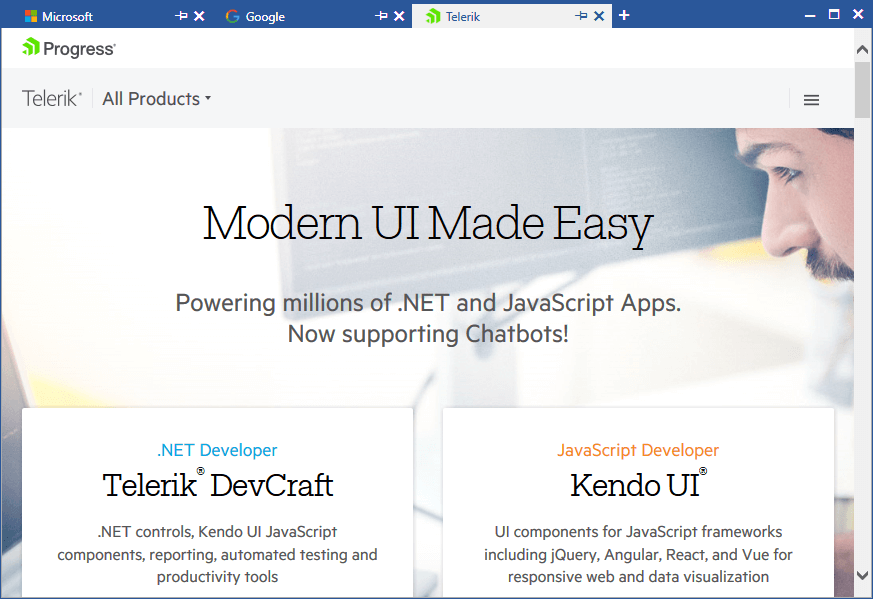 Microsoft
Google
Telerik
Progress®
Telerik®
All Products
Modern UI Made Easy
Powering millions of .NET and JavaScript Apps.
Now supporting Chatbots!
.NET Developer
Telerik® DevCraft
.NET controls, Kendo UI JavaScript
components, reporting, automated testing and
productivity tools
JavaScript Developer
Kendo UI®
UI components for JavaScript frameworks
including jQuery, Angular, React, and Vue for
responsive web and data visualization